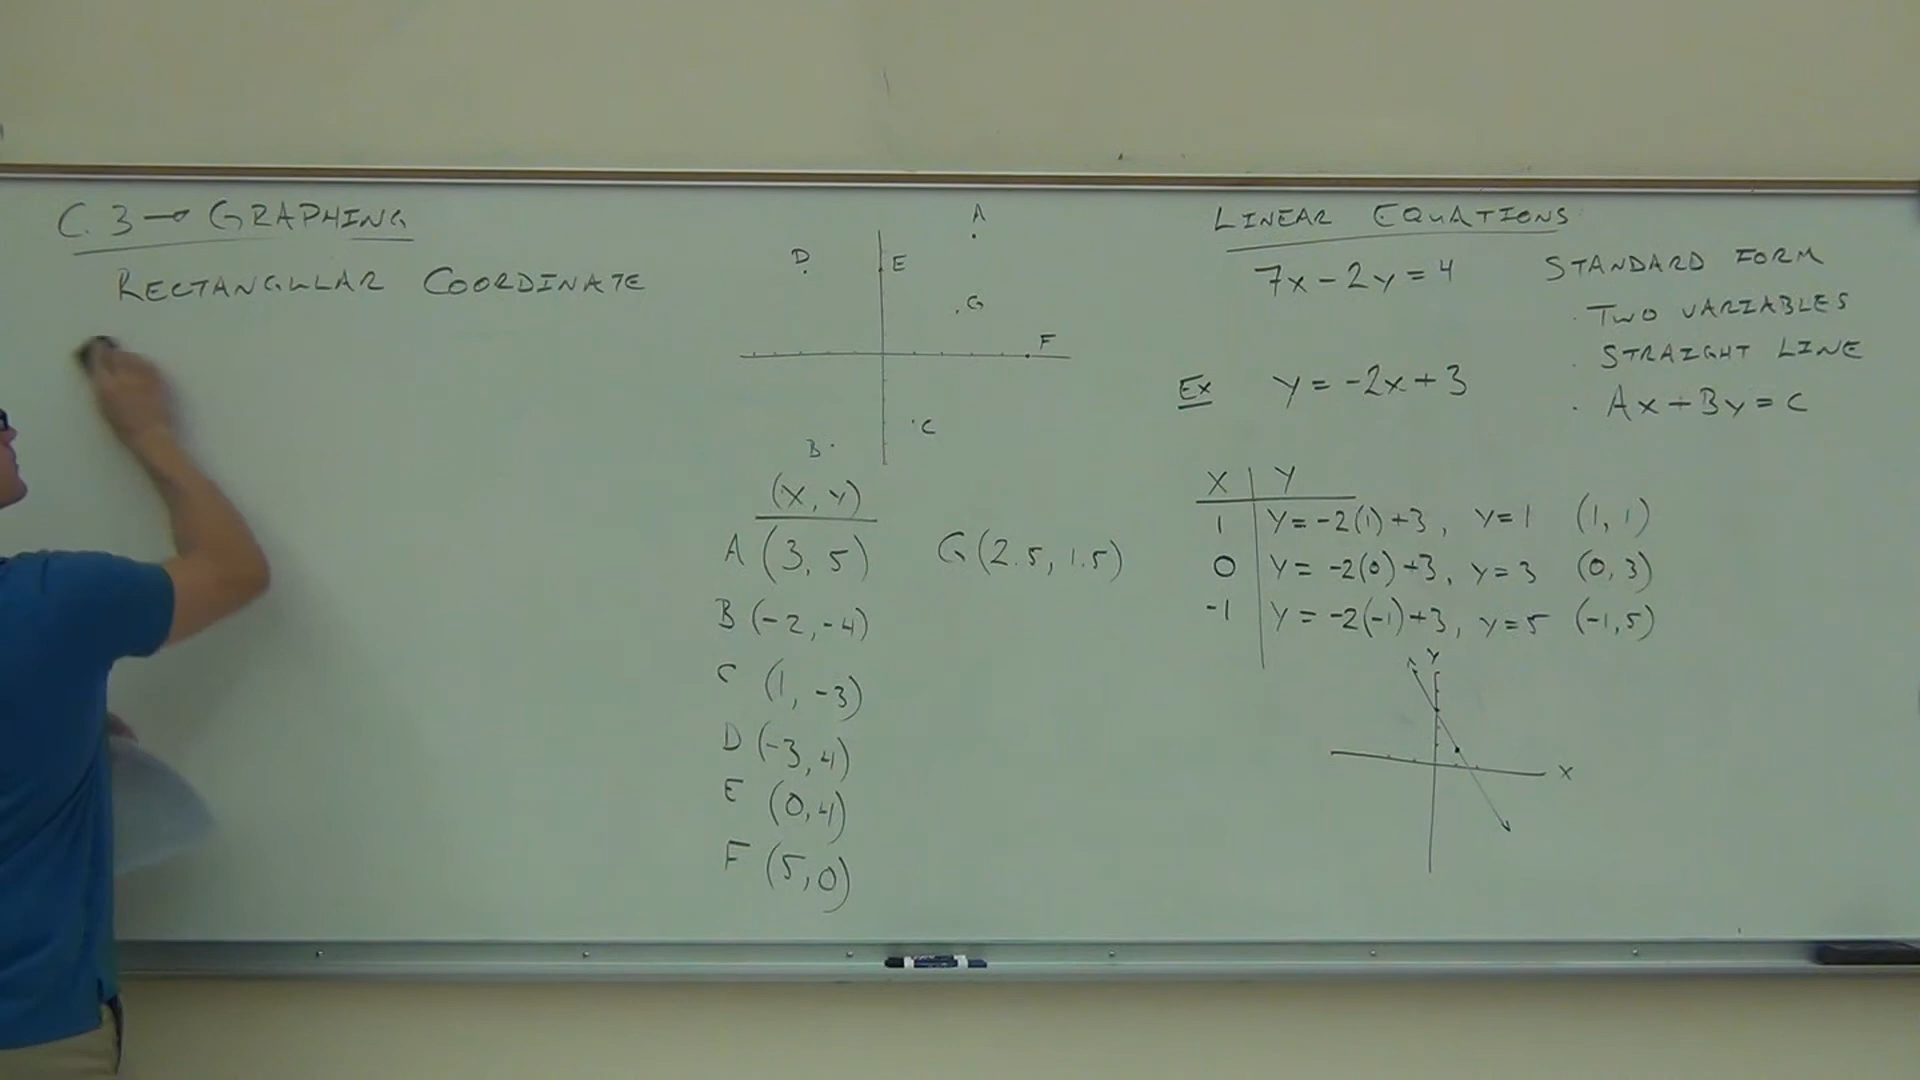 C.3 → GRAPHING
RECTANGULAR COORDINATE
A
D
E
G
F
C
B
(X, Y)
A (3, 5) G (2.5, 1.5)
B (-2, -4)
C (1, -3)
D (-3, 4)
E (0, 4)
F (5, 0)
LINEAR EQUATIONS
7x - 2y = 4
STANDARD FORM
· TWO VARIABLES
· STRAIGHT LINE
· Ax + By = C
Ex y = -2x + 3
X Y
1 Y = -2(1) + 3, Y = 1 (1, 1)
0 Y = -2(0) + 3, Y = 3 (0, 3)
-1 Y = -2(-1) + 3, Y = 5 (-1, 5)
Y
X